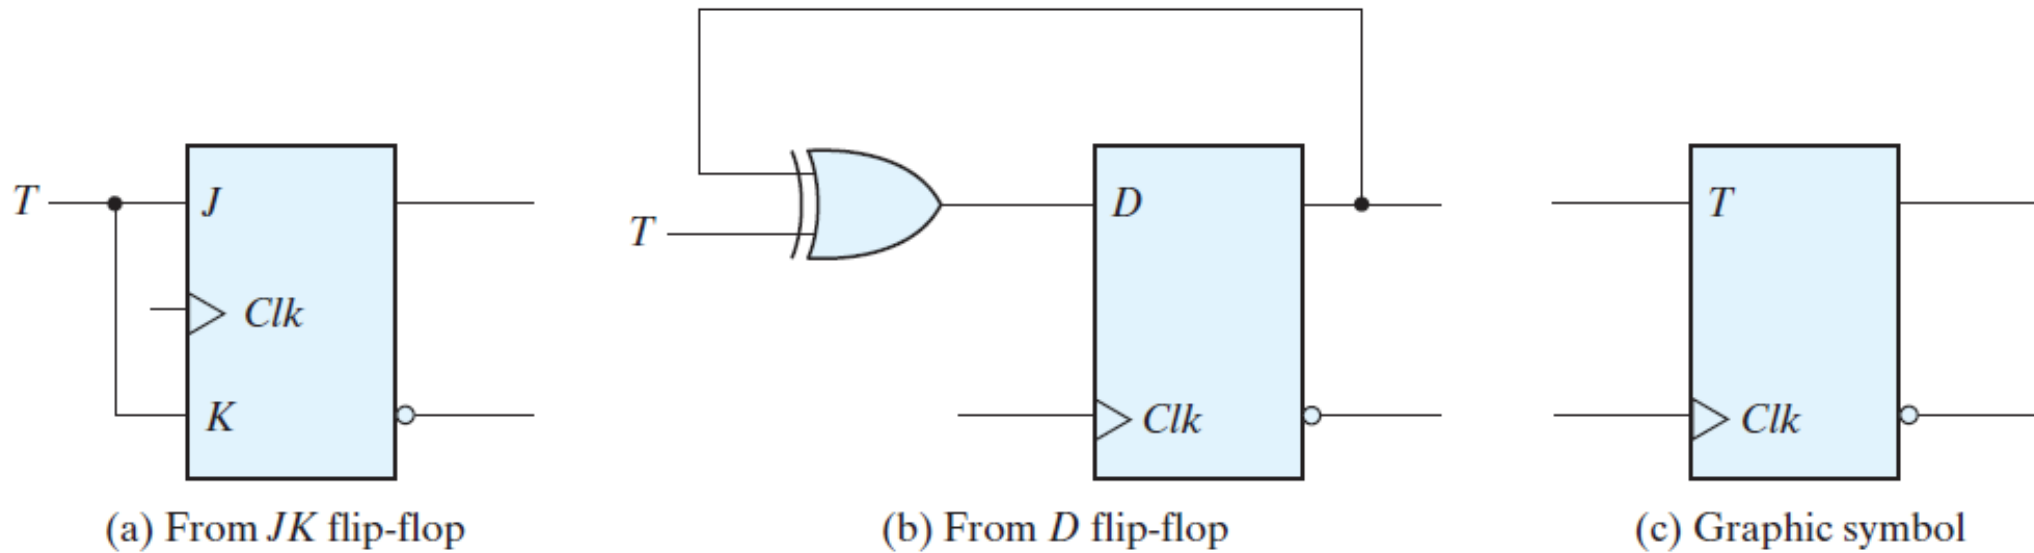 T
J
Clk
K
(a) From JK flip-flop
T
D
Clk
(b) From D flip-flop
T
Clk
(c) Graphic symbol